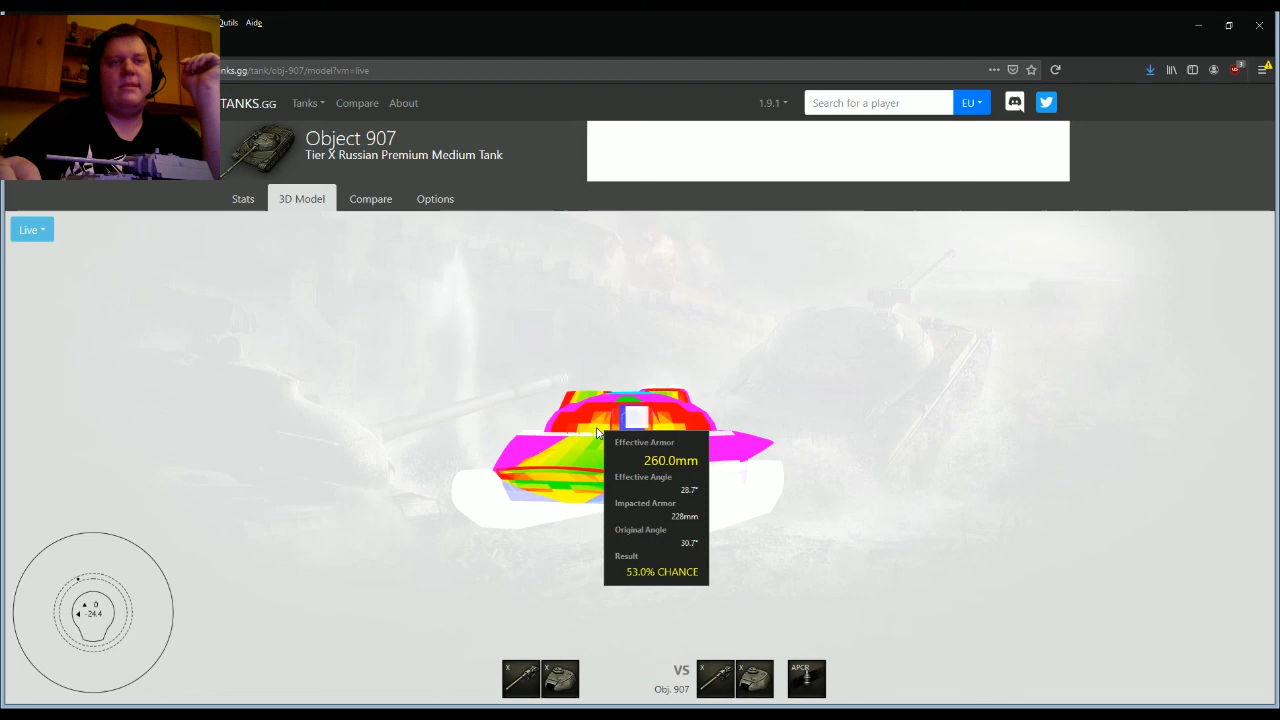 Outils Aide
nks.gg/tank/obj-907/model?vm=live
TANKS.GG Tanks Compare About 1.9.1 Search for a player EU
Object 907
Tier X Russian Premium Medium Tank
Stats 3D Model Compare Options
Live
Effective Armor
260.0mm
Effective Angle
28.7°
Impacted Armor
228mm
Original Angle
30.7°
Result
53.0% CHANCE
0
-24.4
X X VS X X APCR
Obj. 907